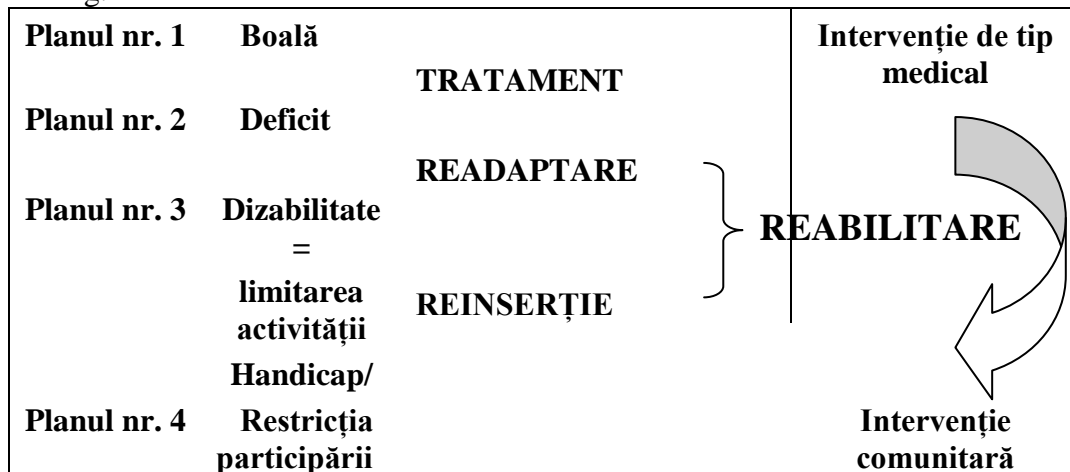 Planul nr. 1 Boală Intervenție de tip
medical
TRATAMENT
Planul nr. 2 Deficit
READAPTARE
Planul nr. 3 Dizabilitate
REABILITARE
=
limitarea
REINSERȚIE
activității
Handicap/
Planul nr. 4 Restricția Intervenție
participării comunitară